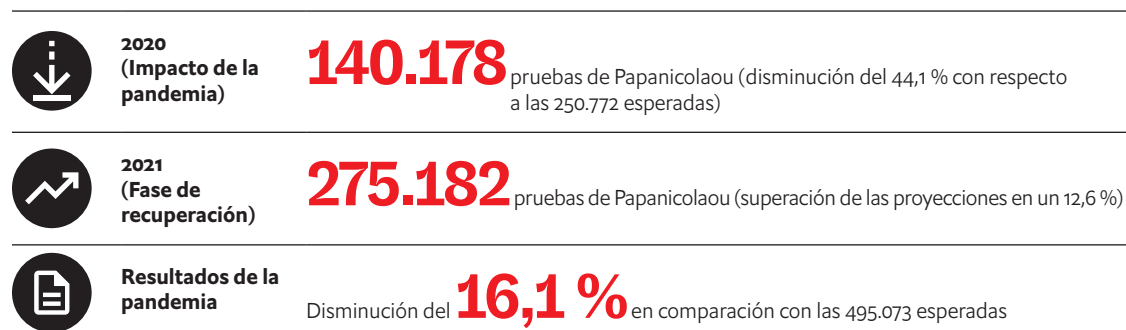 2020
(Impacto de la
pandemia)
140.178 pruebas de Papanicolaou (disminución del 44,1 % con respecto
a las 250.772 esperadas)
2021
(Fase de
recuperación)
275.182 pruebas de Papanicolaou (superación de las proyecciones en un 12,6 %)
Resultados de la
pandemia
Disminución del 16,1 % en comparación con las 495.073 esperadas